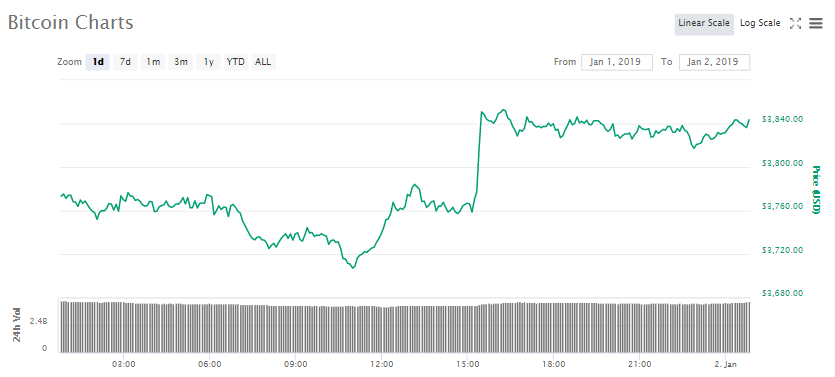 Bitcoin Charts
Linear Scale Log Scale
Zoom 1d 7d 1m 3m 1y YTD ALL From Jan 1, 2019 To Jan 2, 2019
$3,840.00
$3,800.00
$3,760.00
$3,720.00
$3,680.00
Price (USD)
24h Vol
2.4B
0
03:00 06:00 09:00 12:00 15:00 18:00 21:00 2. Jan